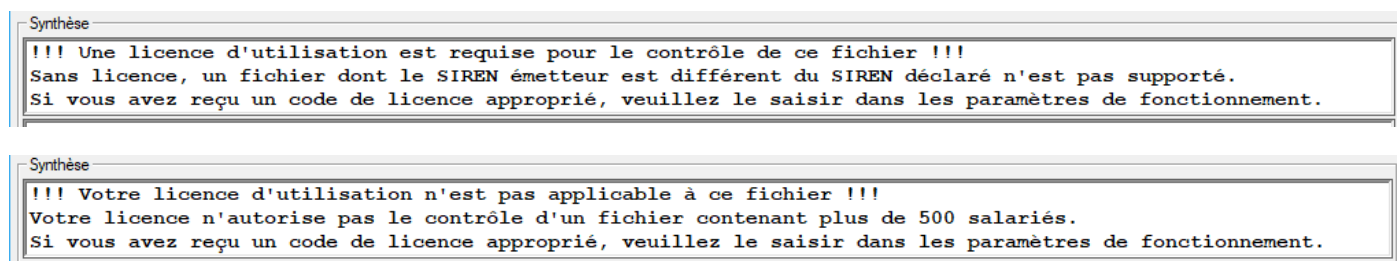 Synthèse
!!! Une licence d'utilisation est requise pour le contrôle de ce fichier !!!
Sans licence, un fichier dont le SIREN émetteur est différent du SIREN déclaré n'est pas supporté.
Si vous avez reçu un code de licence approprié, veuillez le saisir dans les paramètres de fonctionnement.
Synthèse
!!! Votre licence d'utilisation n'est pas applicable à ce fichier !!!
Votre licence n'autorise pas le contrôle d'un fichier contenant plus de 500 salariés.
Si vous avez reçu un code de licence approprié, veuillez le saisir dans les paramètres de fonctionnement.